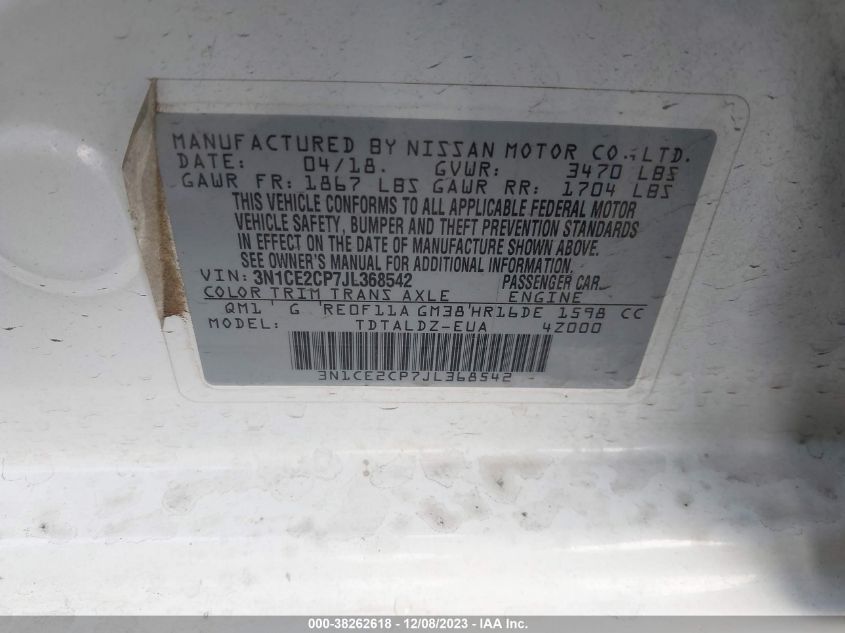 MANUFACTURED BY NISSAN MOTOR CO., LTD.
DATE: 04/18. GVWR: 3470 LBS
GAWR FR: 1867 LBS GAWR RR: 1704 LBS
THIS VEHICLE CONFORMS TO ALL APPLICABLE FEDERAL MOTOR
VEHICLE SAFETY, BUMPER AND THEFT PREVENTION STANDARDS
IN EFFECT ON THE DATE OF MANUFACTURE SHOWN ABOVE.
SEE OWNER'S MANUAL FOR ADDITIONAL INFORMATION.
VIN: 3N1CE2CP7JL368542 PASSENGER CAR
COLOR TRIM TRANS AXLE ENGINE
QM1 ' G 'RE0F11A GM38'HR16DE 1598 CC
MODEL: TDTALDZ-EUA 4Z000
3N1CE2CP7JL368542
000-38262618 - 12/08/2023 - IAA Inc.